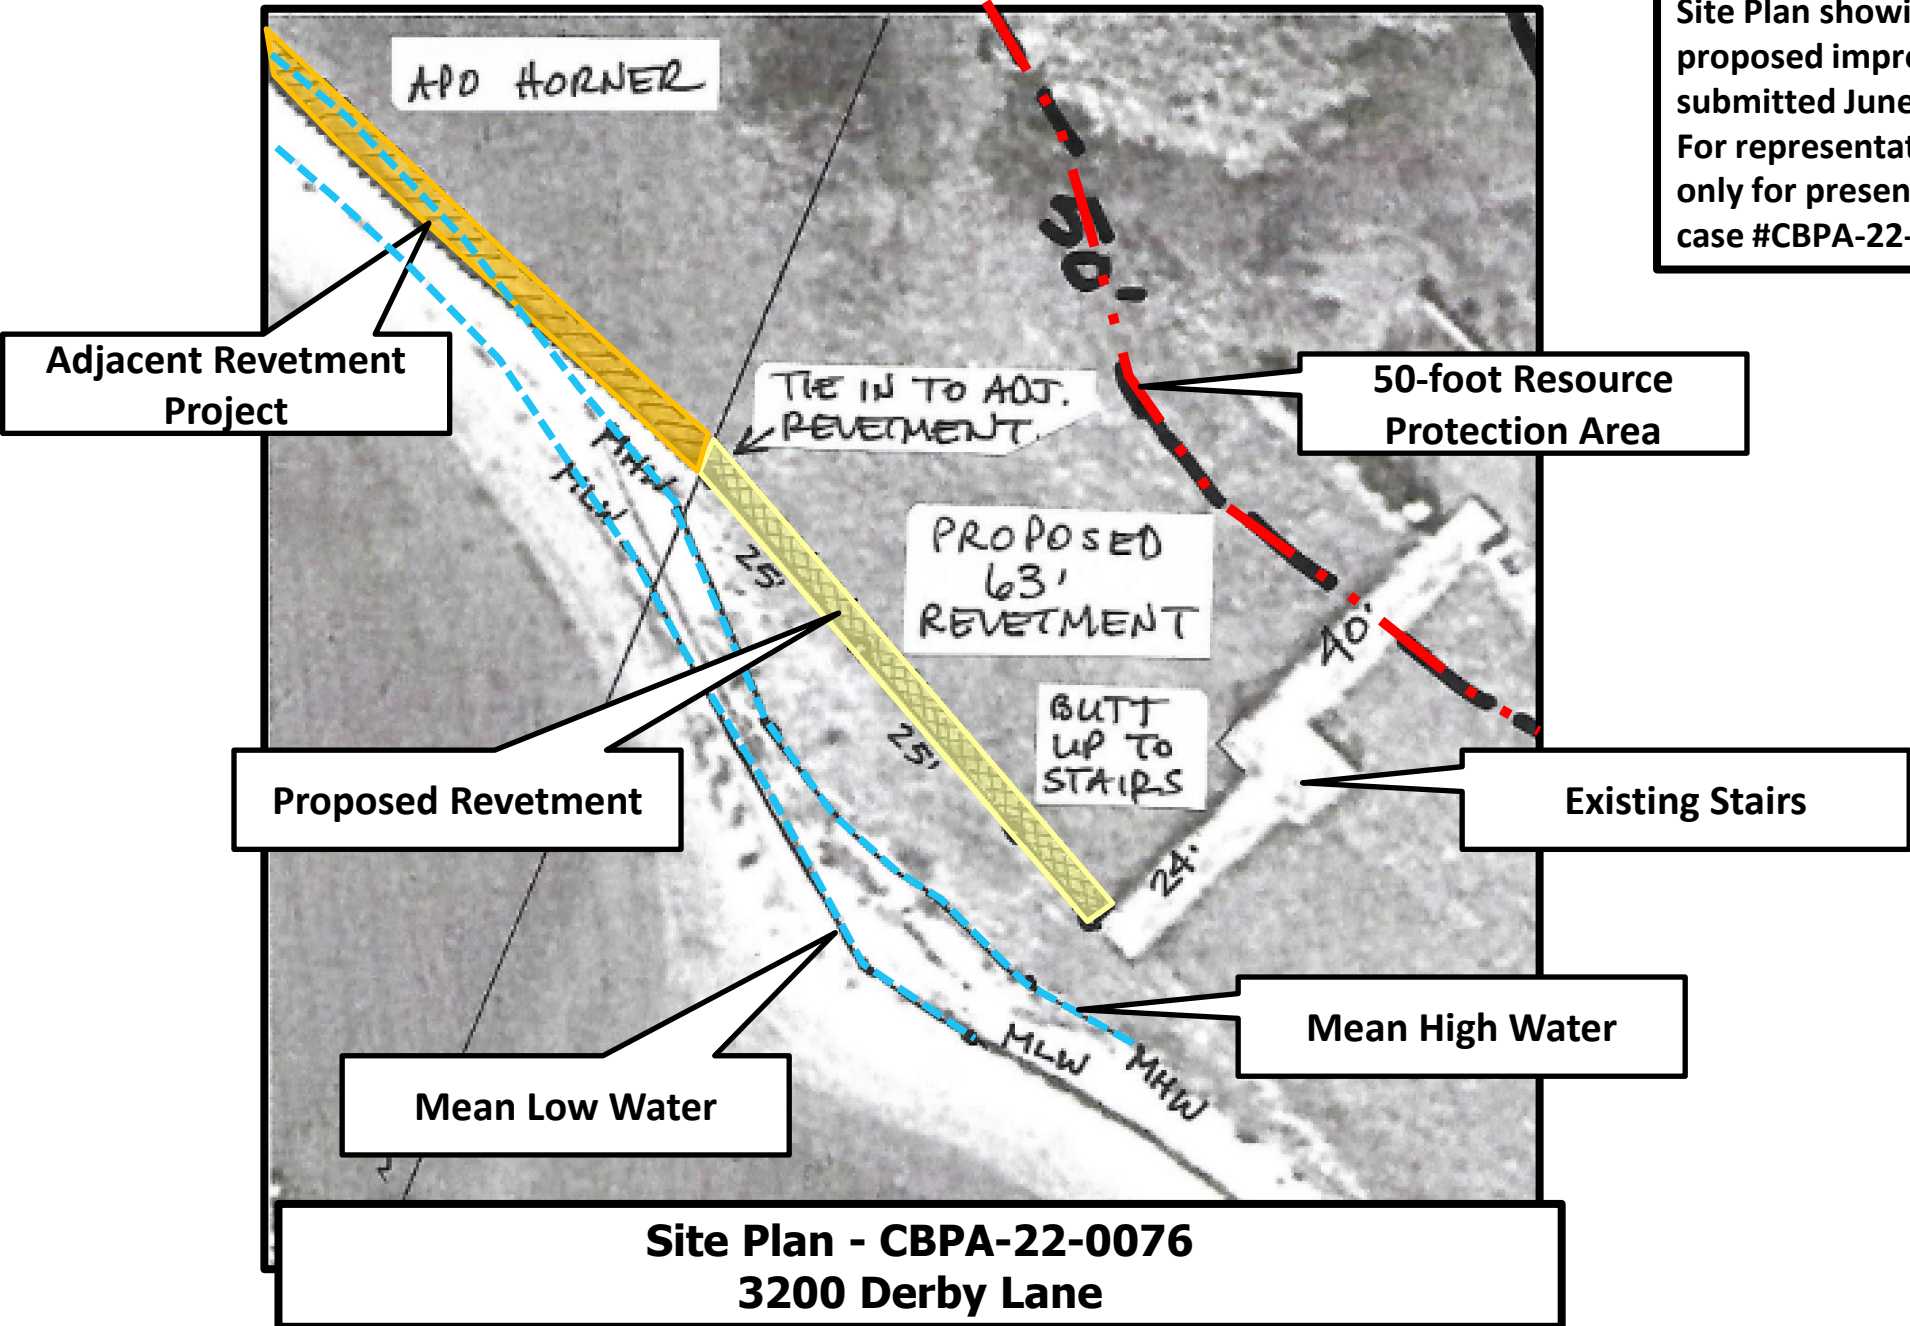 Site Plan showi
proposed impro
submitted June
For representat
only for present
case #CBPA-22-
APO HORNER
50'
Adjacent Revetment
Project
TIE IN TO ADJ.
REVETMENT
50-foot Resource
Protection Area
MHW
MLW
25'
PROPOSED
63'
REVETMENT
40'
BUTT
UP TO
STAIRS
25'
Proposed Revetment
Existing Stairs
24'
Mean High Water
MLW
MHW
Mean Low Water
Site Plan - CBPA-22-0076
3200 Derby Lane